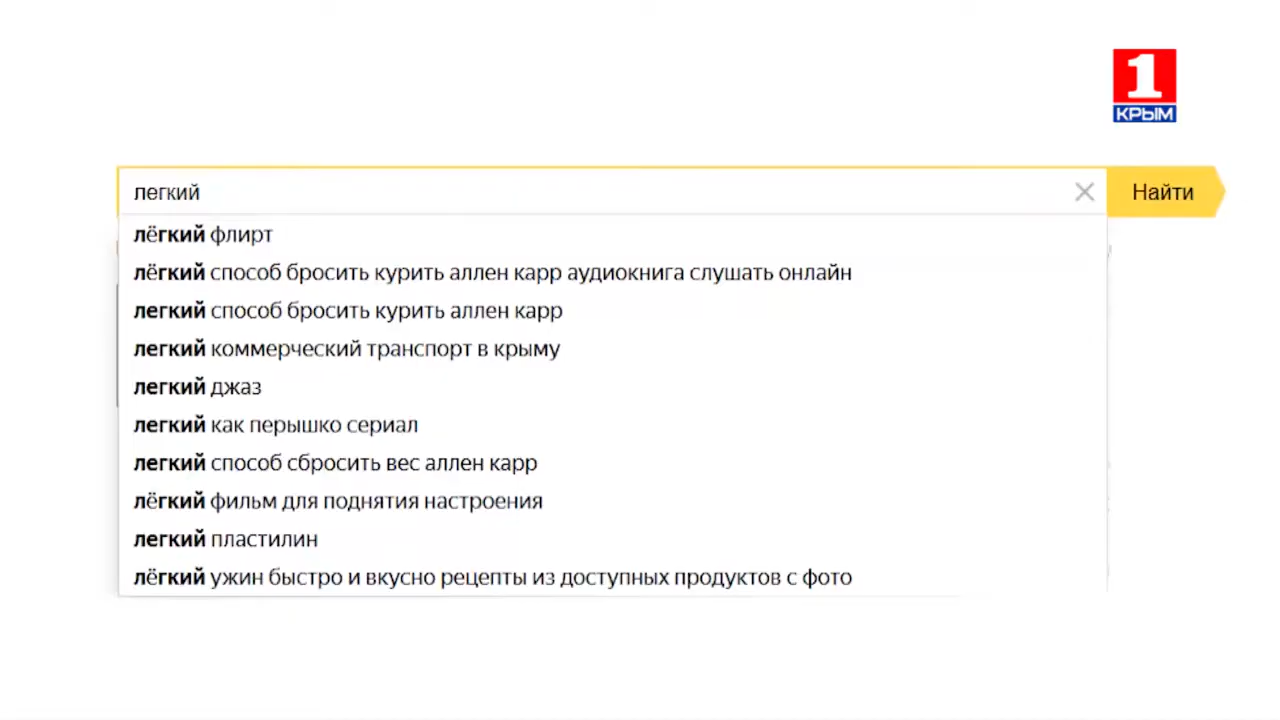 1
КРЫМ
легкий
Найти
лёгкий флирт
лёгкий способ бросить курить аллен карр аудиокнига слушать онлайн
легкий способ бросить курить аллен карр
легкий коммерческий транспорт в крыму
легкий джаз
легкий как перышко сериал
легкий способ сбросить вес аллен карр
лёгкий фильм для поднятия настроения
легкий пластилин
лёгкий ужин быстро и вкусно рецепты из доступных продуктов с фото